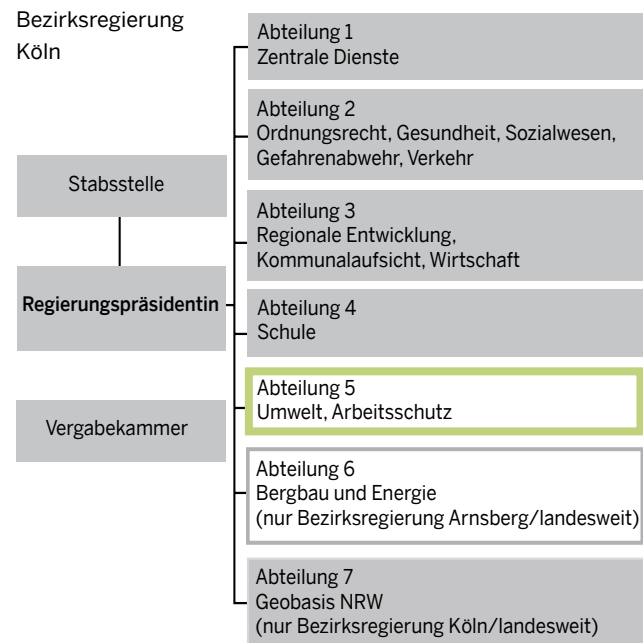 Bezirksregierung
Köln
Stabsstelle
Regierungspräsidentin
Vergabekammer
Abteilung 1
Zentrale Dienste
Abteilung 2
Ordnungsrecht, Gesundheit, Sozialwesen,
Gefahrenabwehr, Verkehr
Abteilung 3
Regionale Entwicklung,
Kommunalaufsicht, Wirtschaft
Abteilung 4
Schule
Abteilung 5
Umwelt, Arbeitsschutz
Abteilung 6
Bergbau und Energie
(nur Bezirksregierung Arnsberg/landesweit)
Abteilung 7
Geobasis NRW
(nur Bezirksregierung Köln/landesweit)